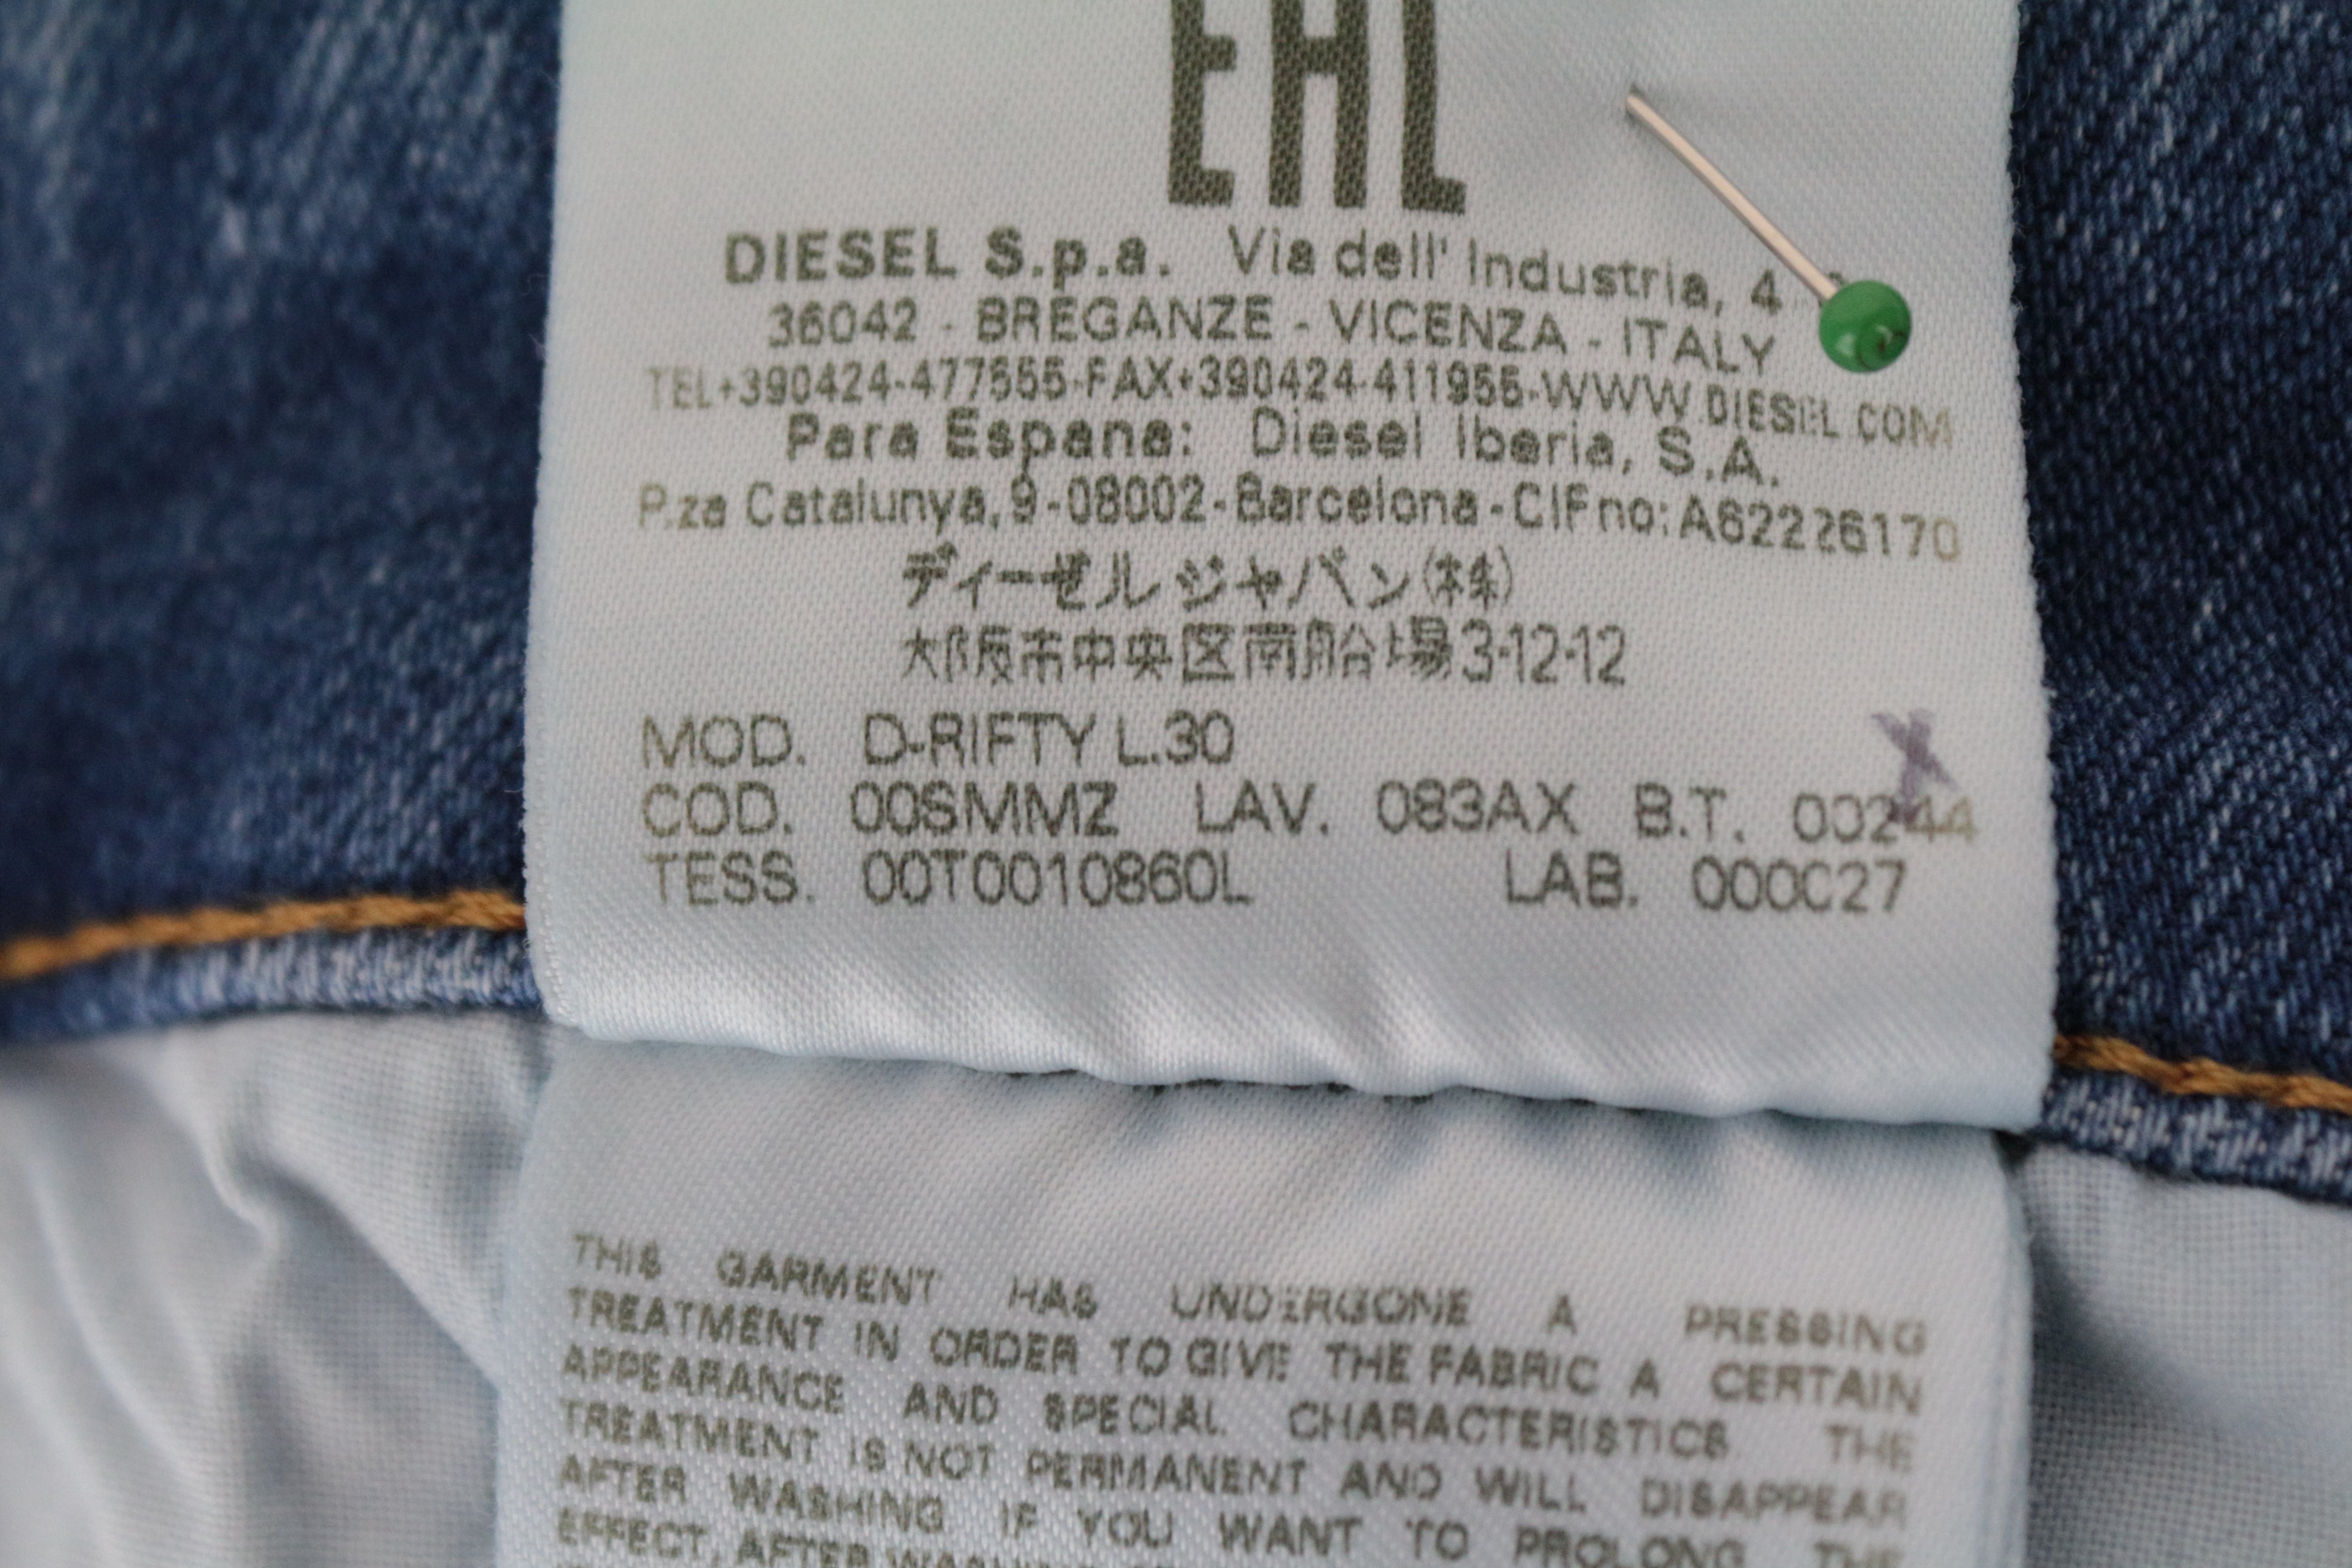 EAC
DIESEL S.p.a. Via dell' Industria, 4
36042 - BREGANZE - VICENZA - ITALY
TEL+390424-477555-FAX+390424-411955-WWW.DIESEL.COM
Para Espana: Diesel Iberia, S.A.
P.za Catalunya, 9-08002-Barcelona-CIF no: A62226170
ディーゼル ジャパン(株)
大阪市中央区南船場3-12-12
MOD. D-RIFTY L.30
COD. 00SMMZ LAV. 083AX B.T. 00244
TESS. 00T0010860L LAB. 000027
THIS GARMENT HAS UNDERGONE A PRESSING
TREATMENT IN ORDER TO GIVE THE FABRIC A CERTAIN
APPEARANCE AND SPECIAL CHARACTERISTICS THE
TREATMENT IS NOT PERMANENT AND WILL DISAPPEAR
AFTER WASHING IF YOU WANT TO PROLONG THE
EFFECT, AFTER